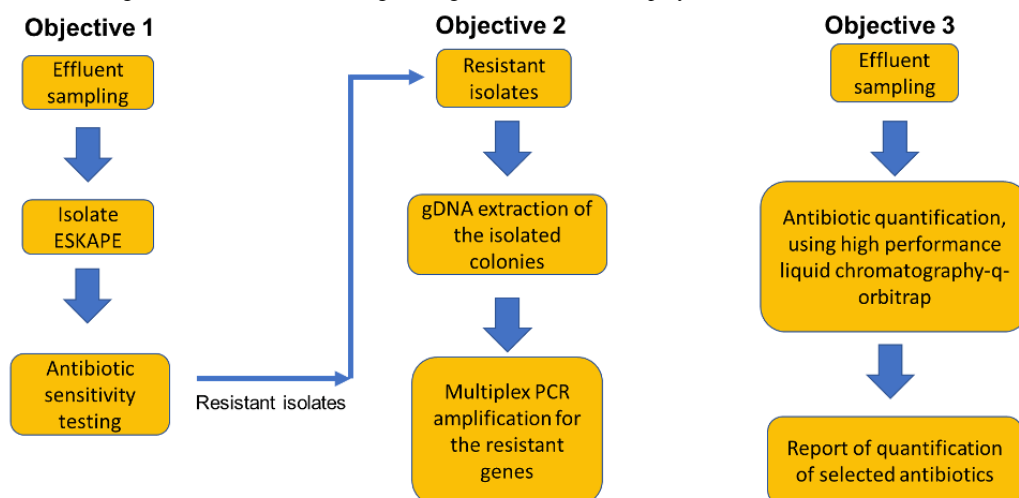 Objective 1
Effluent
sampling
Isolate
ESKAPE
Antibiotic
sensitivity
testing
Resistant isolates
Objective 2
Resistant
isolates
gDNA extraction of
the isolated
colonies
Multiplex PCR
amplification for
the resistant
genes
Objective 3
Effluent
sampling
Antibiotic quantification,
using high performance
liquid chromatography-q-
orbitrap
Report of quantification
of selected antibiotics